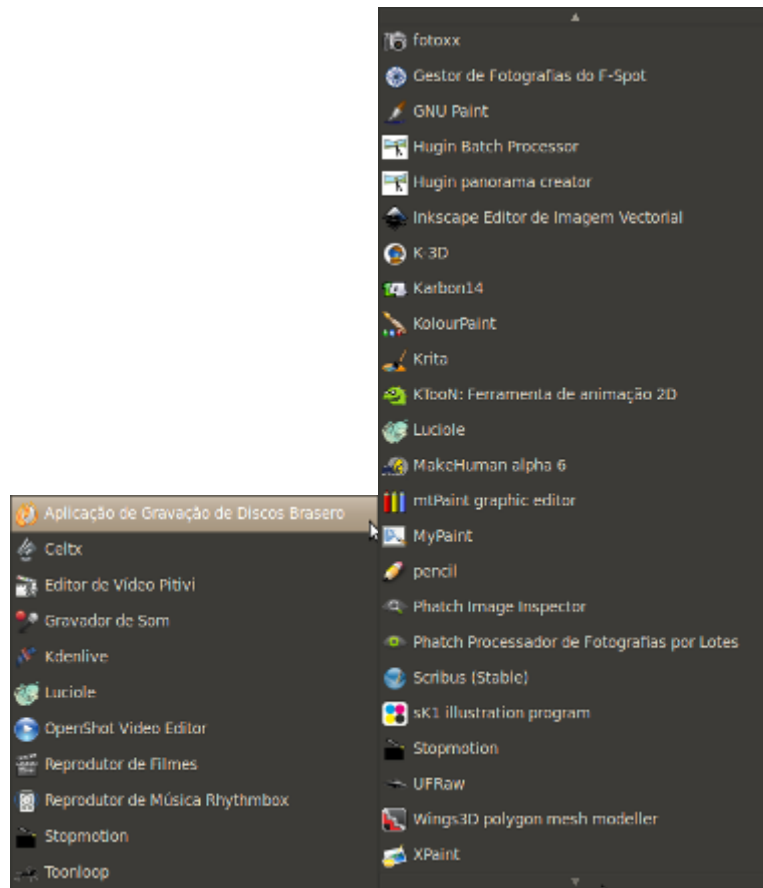 fotoxx
Gestor de Fotografias do F-Spot
GNU Paint
Hugin Batch Processor
Hugin panorama creator
Inkscape Editor de Imagem Vectorial
K-3D
Karbon14
KolourPaint
Krita
KTooN: Ferramenta de animação 2D
Luciole
MakeHuman alpha 6
mtPaint graphic editor
MyPaint
pencil
Phatch Image Inspector
Phatch Processador de Fotografias por Lotes
Scribus (Stable)
sK1 illustration program
Stopmotion
UFRaw
Wings3D polygon mesh modeller
XPaint
Aplicação de Gravação de Discos Brasero
Celtx
Editor de Vídeo Pitivi
Gravador de Som
Kdenlive
Luciole
OpenShot Video Editor
Reprodutor de Filmes
Reprodutor de Música Rhythmbox
Stopmotion
Toonloop